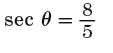 sec θ = 8/5